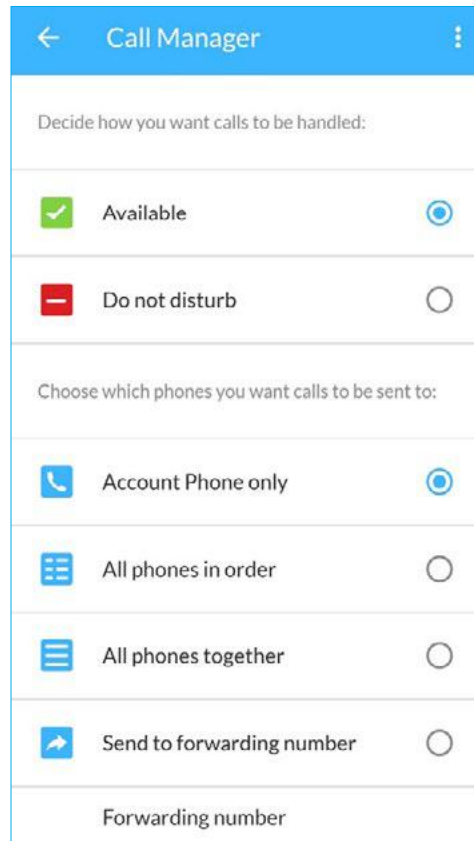 Call Manager
Decide how you want calls to be handled:
Available
Do not disturb
Choose which phones you want calls to be sent to:
Account Phone only
All phones in order
All phones together
Send to forwarding number
Forwarding number